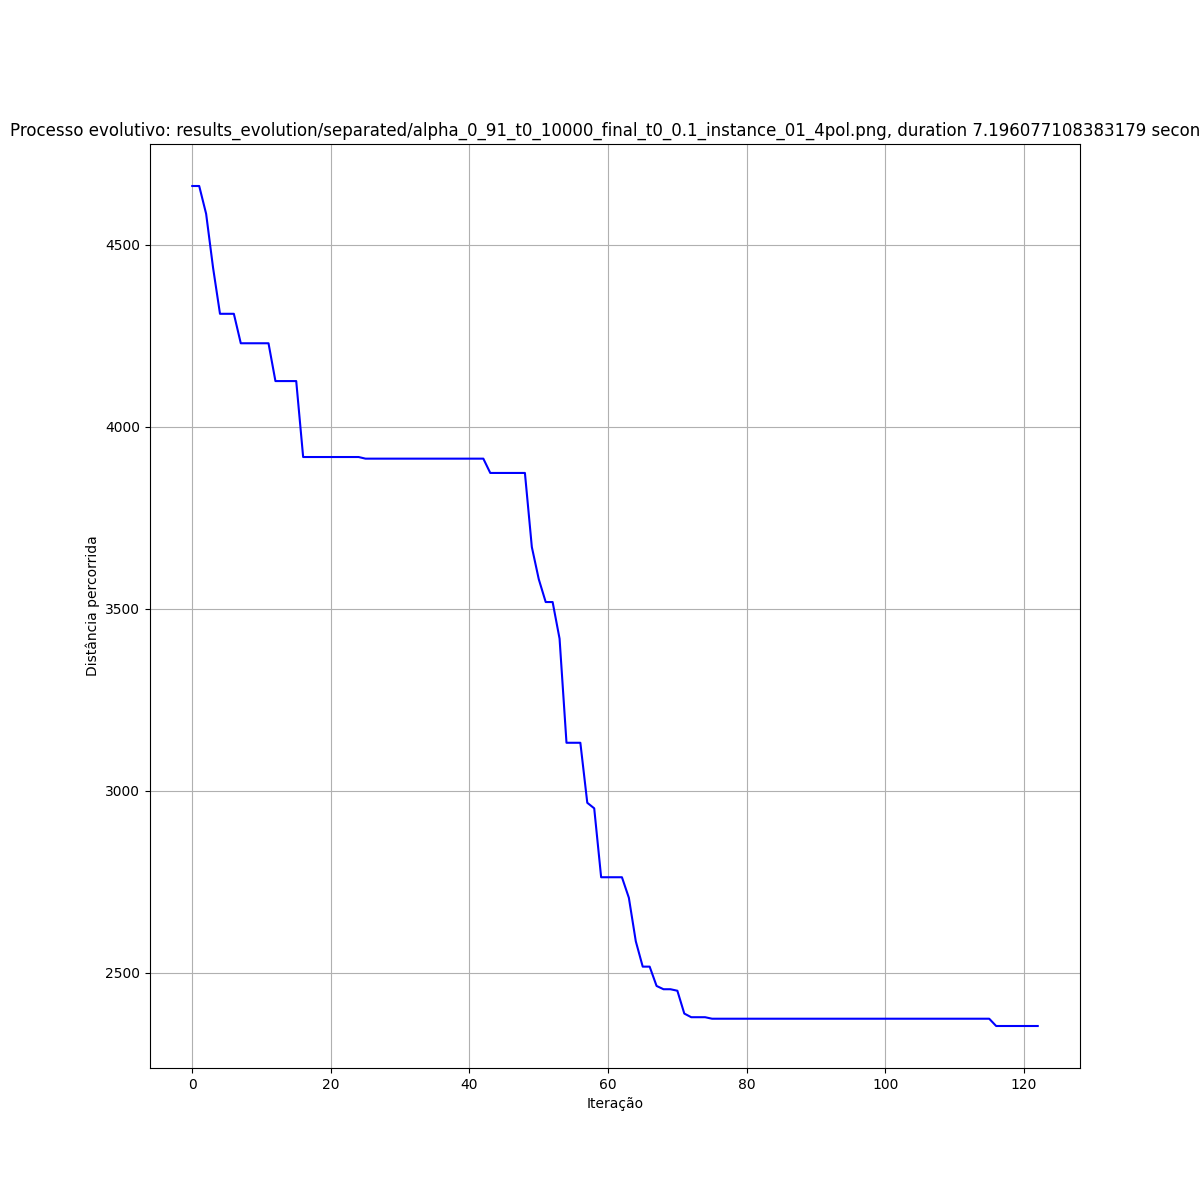 Processo evolutivo: results_evolution/separated/alpha_0_91_t0_10000_final_t0_0.1_instance_01_4pol.png, duration 7.196077108383179 secon
4500
4000
3500
3000
2500
Distância percorrida
0 20 40 60 80 100 120
Iteração